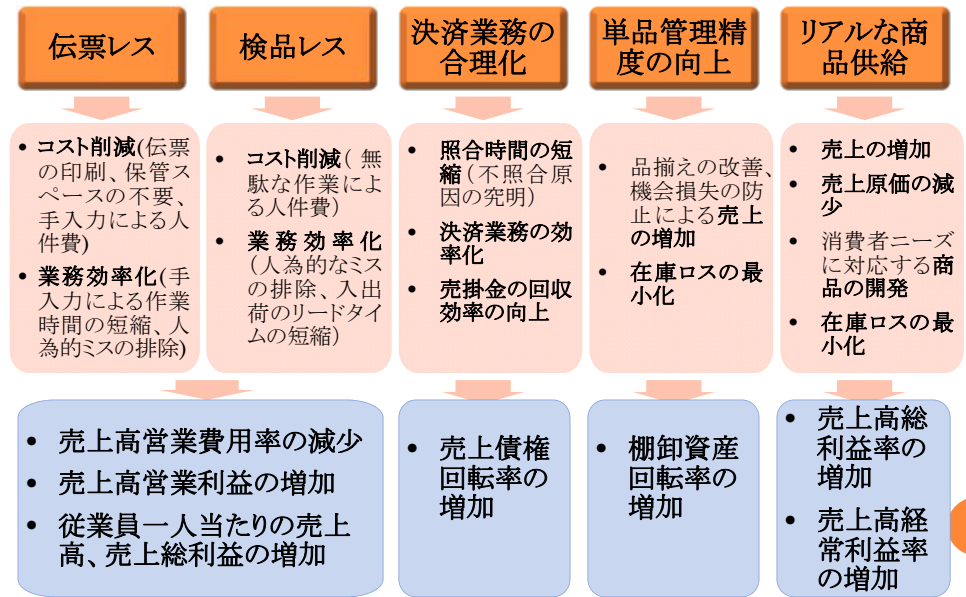 伝票レス
検品レス
決済業務の
合理化
単品管理精
度の向上
リアルな商
品供給
• コスト削減(伝票
の印刷、保管ス
ペースの不要、
手入力による人
件費)
• 業務効率化(手
入力による作業
時間の短縮、人
為的ミスの排除)
• コスト削減( 無
駄な作業によ
る人件費)
• 業務効率化
(人為的なミス
の排除、入出
荷のリードタイ
ムの短縮)
• 照合時間の短
縮(不照合原
因の究明)
• 決済業務の効
率化
• 売掛金の回収
効率の向上
• 品揃えの改善、
機会損失の防
止による売上
の増加
• 在庫ロスの最
小化
• 売上の増加
• 売上原価の減
少
• 消費者ニーズ
に対応する商
品の開発
• 在庫ロスの最
小化
• 売上高営業費用率の減少
• 売上高営業利益の増加
• 従業員一人当たりの売上
高、売上総利益の増加
• 売上債権
回転率の
増加
• 棚卸資産
回転率の
増加
• 売上高総
利益率の
増加
• 売上高経
常利益率
の増加